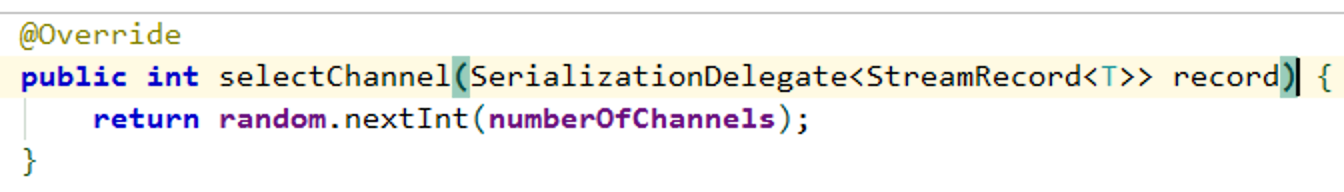 @Override
public int selectChannel(SerializationDelegate<StreamRecord<T>> record) {
return random.nextInt(numberOfChannels);
}